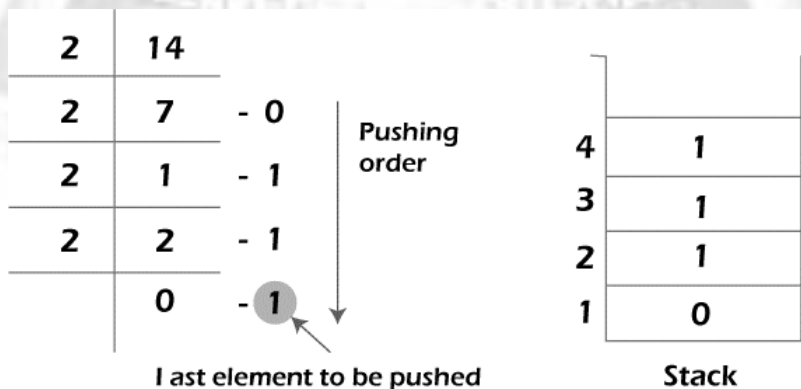 2 14
2 7 - 0
2 1 - 1
2 2 - 1
0 - 1
Pushing
order
l ast element to be pushed
4 1
3 1
2 1
1 0
Stack